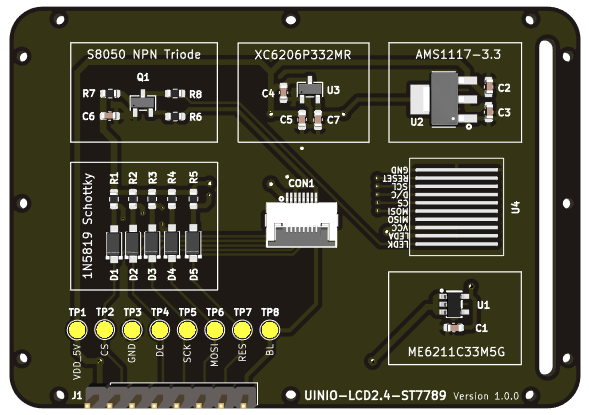 S8050 NPN Triode
Q1
R7
R8
C6
R6
XC6206P332MR
C4
U3
C5
C7
AMS1117-3.3
C2
U2
C3
1N5819 Schottky
R1
R2
R3
R4
R5
D1
D2
D3
D4
D5
CON1
GND
RESET
SCL
D/C
CS
MOSI
MISO
VCC
LEDA
LEDK
U4
U1
C1
ME6211C33M5G
TP1
TP2
TP3
TP4
TP5
TP6
TP7
TP8
VDD_5V
CS
GND
DC
SCK
MOSI
RES
BL
J1
UINIO-LCD2.4-ST7789 Version 1.0.0